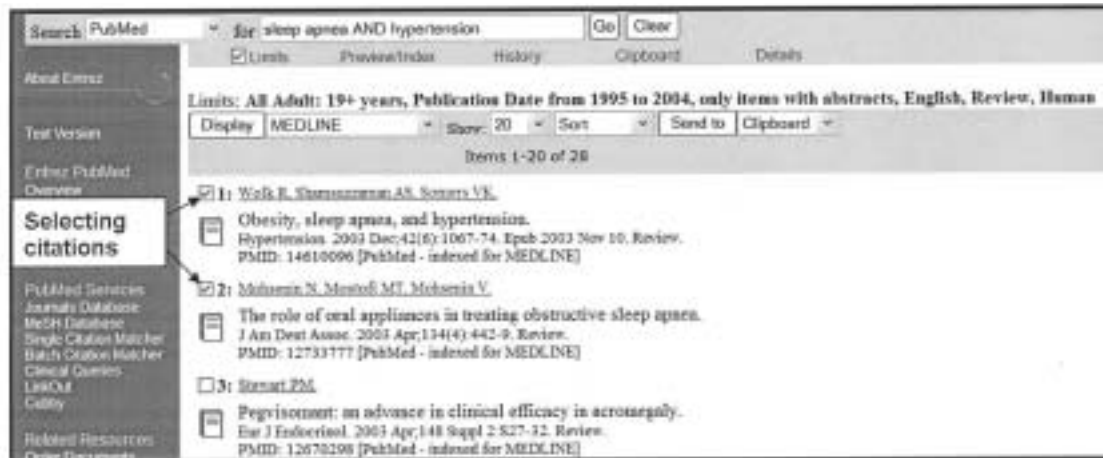 Search PubMed for sleep apnea AND hypertension Go Clear
Limits Preview/Index History Clipboard Details
About Entrez
Limits: All Adult: 19+ years, Publication Date from 1995 to 2004, only items with abstracts, English, Review, Human
Display MEDLINE Show: 20 Sort Send to Clipboard
Text Version
Items 1-20 of 28
Entrez PubMed
Overview
1: Wolk R, Shamsuzzaman AS, Somers VK.
Selecting
citations
Obesity, sleep apnea, and hypertension.
Hypertension. 2003 Dec;42(6):1067-74. Epub 2003 Nov 10. Review.
PMID: 14610096 [PubMed - indexed for MEDLINE]
PubMed Services
Journals Database
MeSH Database
Single Citation Matcher
Batch Citation Matcher
Clinical Queries
LinkOut
Cubby
2: Mohsenin N, Mostofi MT, Mohsenin V.
The role of oral appliances in treating obstructive sleep apnea.
J Am Dent Assoc. 2003 Apr;134(4):442-9. Review.
PMID: 12733777 [PubMed - indexed for MEDLINE]
3: Stewart PM.
Pegvisomant: an advance in clinical efficacy in acromegaly.
Eur J Endocrinol. 2003 Apr;148 Suppl 2:S27-32. Review.
PMID: 12670298 [PubMed - indexed for MEDLINE]
Related Resources
Order Documents